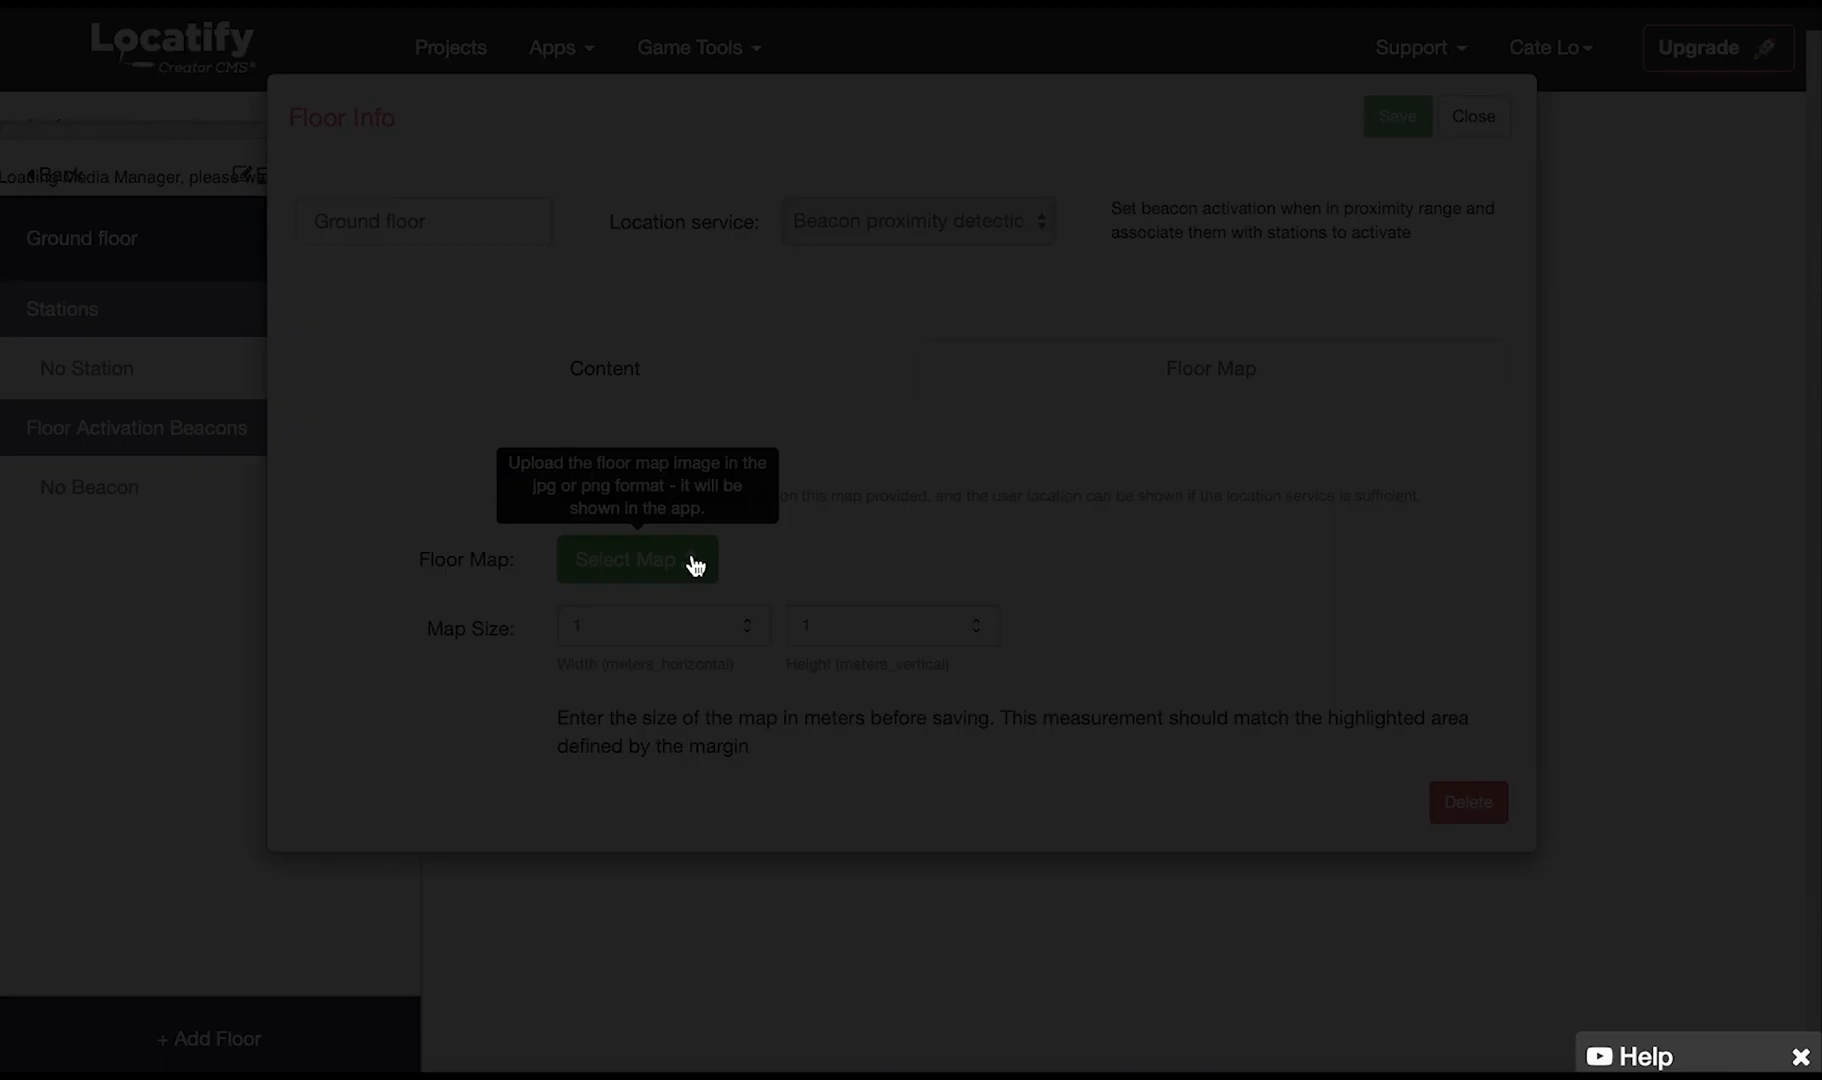 Locatify
Creator CMS®
Projects
Apps
Game Tools
Support
Cate Lo
Upgrade
Floor Info
Save
Close
Back
Loading Media Manager, please
Ground floor
Location service:
Beacon proximity detectio
Set beacon activation when in proximity range and
associate them with stations to activate
Ground floor
Stations
No Station
Floor Activation Beacons
No Beacon
Content
Floor Map
Upload the floor map image in the
jpg or png format - it will be
shown in the app.
on this map provided, and the user location can be shown if the location service is sufficient.
Floor Map:
Select Map
Map Size:
1
1
Width (meters_horizontal)
Height (meters_vertical)
Enter the size of the map in meters before saving. This measurement should match the highlighted area
defined by the margin
Delete
+ Add Floor
Help